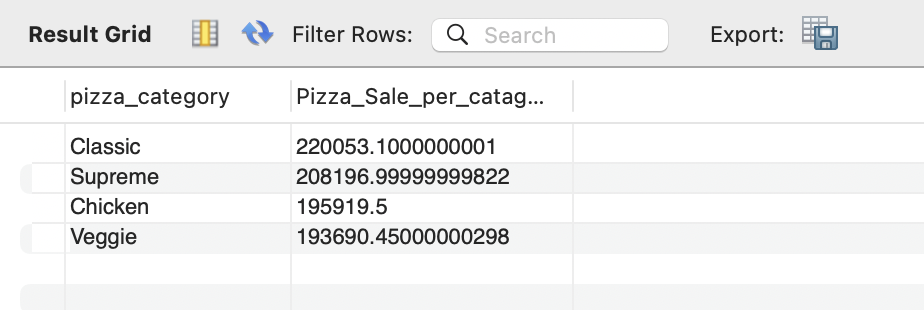 Result Grid Filter Rows: Search Export:
pizza_category Pizza_Sale_per_catag...
Classic 220053.1000000001
Supreme 208196.99999999822
Chicken 195919.5
Veggie 193690.45000000298